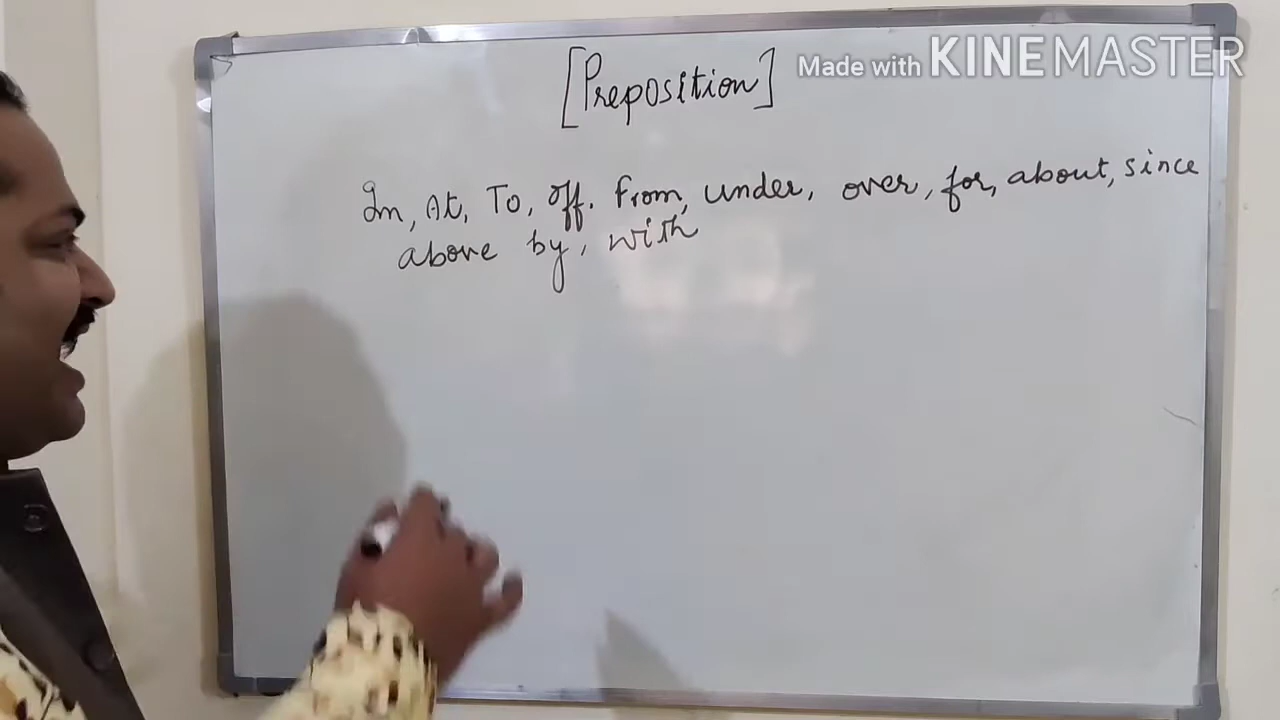 [Preposition]
Made with KINEMASTER
In, At, To, off. From, under, over, for, about, since
above by, with